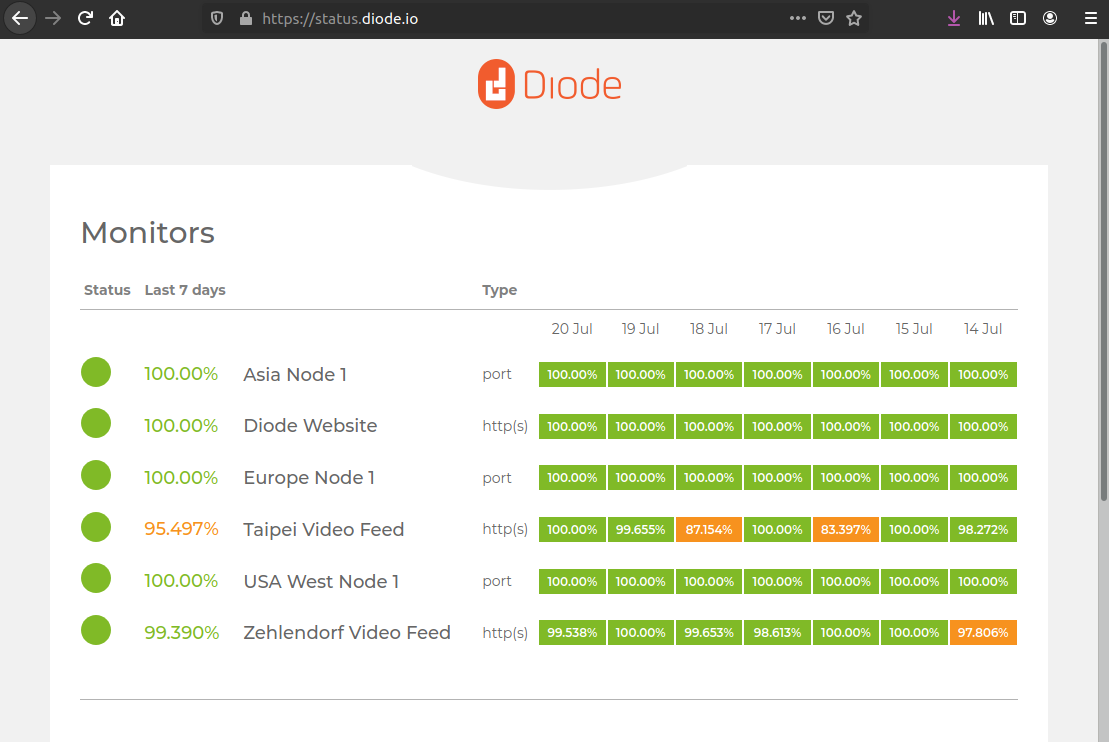 https://status.diode.io
Diode
Monitors
Status Last 7 days Type
20 Jul 19 Jul 18 Jul 17 Jul 16 Jul 15 Jul 14 Jul
100.00% Asia Node 1 port 100.00% 100.00% 100.00% 100.00% 100.00% 100.00% 100.00%
100.00% Diode Website http(s) 100.00% 100.00% 100.00% 100.00% 100.00% 100.00% 100.00%
100.00% Europe Node 1 port 100.00% 100.00% 100.00% 100.00% 100.00% 100.00% 100.00%
95.497% Taipei Video Feed http(s) 100.00% 99.655% 87.154% 100.00% 83.397% 100.00% 98.272%
100.00% USA West Node 1 port 100.00% 100.00% 100.00% 100.00% 100.00% 100.00% 100.00%
99.390% Zehlendorf Video Feed http(s) 99.538% 100.00% 99.653% 98.613% 100.00% 100.00% 97.806%